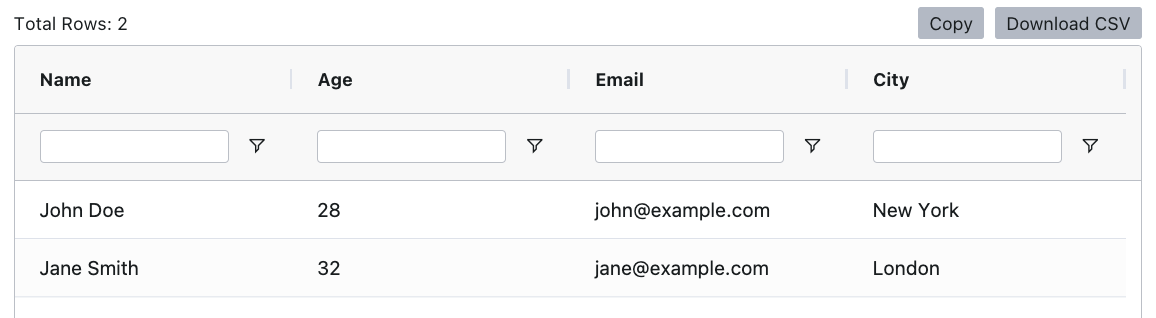 Total Rows: 2 Copy Download CSV
Name Age Email City
John Doe 28 john@example.com New York
Jane Smith 32 jane@example.com London